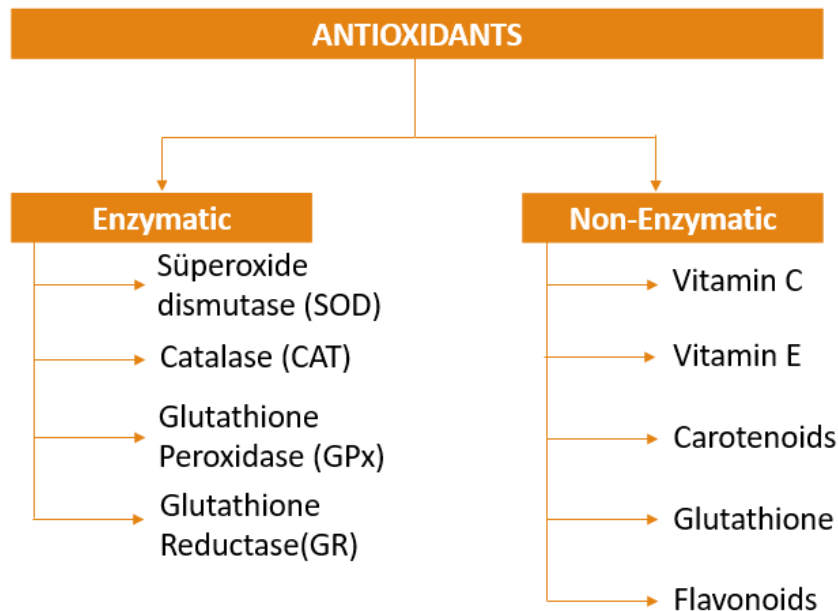 ANTIOXIDANTS
Enzymatic
Süperoxide
dismutase (SOD)
Catalase (CAT)
Glutathione
Peroxidase (GPx)
Glutathione
Reductase(GR)
Non-Enzymatic
Vitamin C
Vitamin E
Carotenoids
Glutathione
Flavonoids